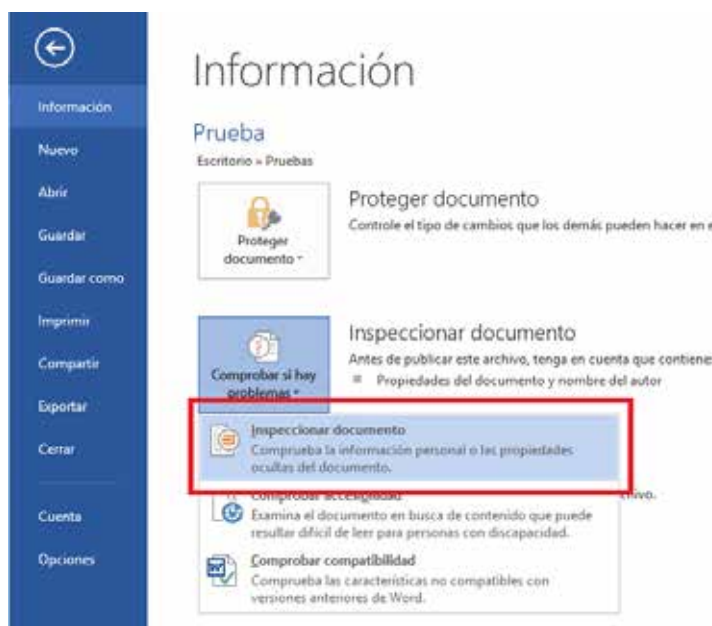 Información
Nuevo
Abrir
Guardar
Guardar como
Imprimir
Compartir
Exportar
Cerrar
Cuenta
Opciones
Información
Prueba
Escritorio » Pruebas
Proteger
documento
Proteger documento
Controle el tipo de cambios que los demás pueden hacer en e
Comprobar si hay
problemas
Inspeccionar documento
Antes de publicar este archivo, tenga en cuenta que contiene
Propiedades del documento y nombre del autor
Inspeccionar documento
Comprueba la información personal o las propiedades
ocultas del documento.
Comprobar accesibilidad
Examina el documento en busca de contenido que puede
resultar difícil de leer para personas con discapacidad.
Comprobar compatibilidad
Comprueba las características no compatibles con
versiones anteriores de Word.